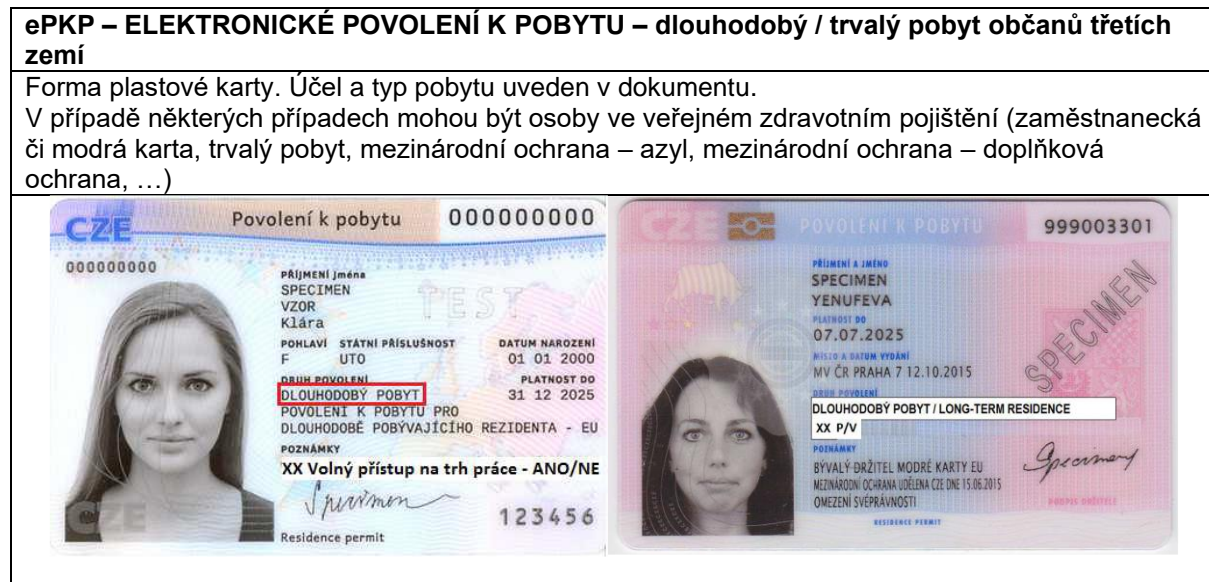 ePKP – ELEKTRONICKÉ POVOLENÍ K POBYTU – dlouhodobý / trvalý pobyt občanů třetích
zemí
Forma plastové karty. Účel a typ pobytu uveden v dokumentu.
V případě některých případech mohou být osoby ve veřejném zdravotním pojištění (zaměstnanecká
či modrá karta, trvalý pobyt, mezinárodní ochrana – azyl, mezinárodní ochrana – doplňková
ochrana, …)
CZE Povolení k pobytu 000000000
000000000
PŘÍJMENÍ Jména
SPECIMEN
VZOR
Klára
TEST
POHLAVÍ STÁTNÍ PŘÍSLUŠNOST DATUM NAROZENÍ
F UTO 01 01 2000
DRUH POVOLENÍ PLATNOST DO
DLOUHODOBÝ POBYT 31 12 2025
POVOLENÍ K POBYTU PRO
DLOUHODOBĚ POBÝVAJÍCÍHO REZIDENTA - EU
POZNÁMKY
XX Volný přístup na trh práce - ANO/NE
Specimen
123456
CZE
Residence permit
CZE POVOLENÍ K POBYTU 999003301
PŘÍJMENÍ A JMÉNO
SPECIMEN
YENUFEVA
PLATNOST DO
07.07.2025
MÍSTO A DATUM VYDÁNÍ
MV ČR PRAHA 7 12.10.2015
SPECIMEN
DRUH POVOLENÍ
DLOUHODOBÝ POBYT / LONG-TERM RESIDENCE
XX P/V
POZNÁMKY
BÝVALÝ DRŽITEL MODRÉ KARTY EU
MEZINÁRODNÍ OCHRANA UDĚLENA CZE DNE 15.06.2015
OMEZENÍ SVÉPRÁVNOSTI
Specimen
PODPIS DRŽITELE
RESIDENCE PERMIT